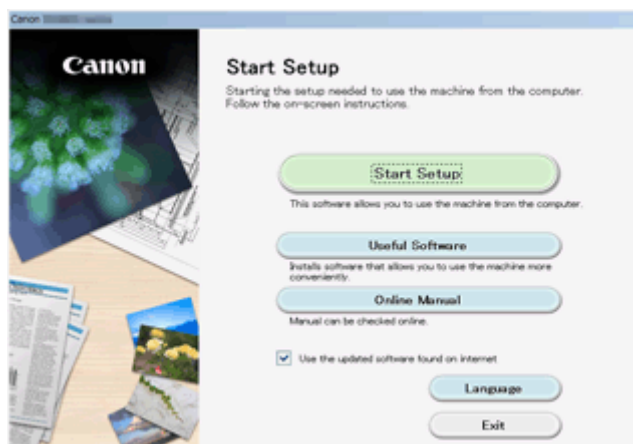 Canon
Canon
Start Setup
Starting the setup needed to use the machine from the computer.
Follow the on-screen instructions.
Start Setup
This software allows you to use the machine from the computer.
Useful Software
Installs software that allows you to use the machine more
conveniently.
Online Manual
Manual can be checked online.
Use the updated software found on internet
Language
Exit